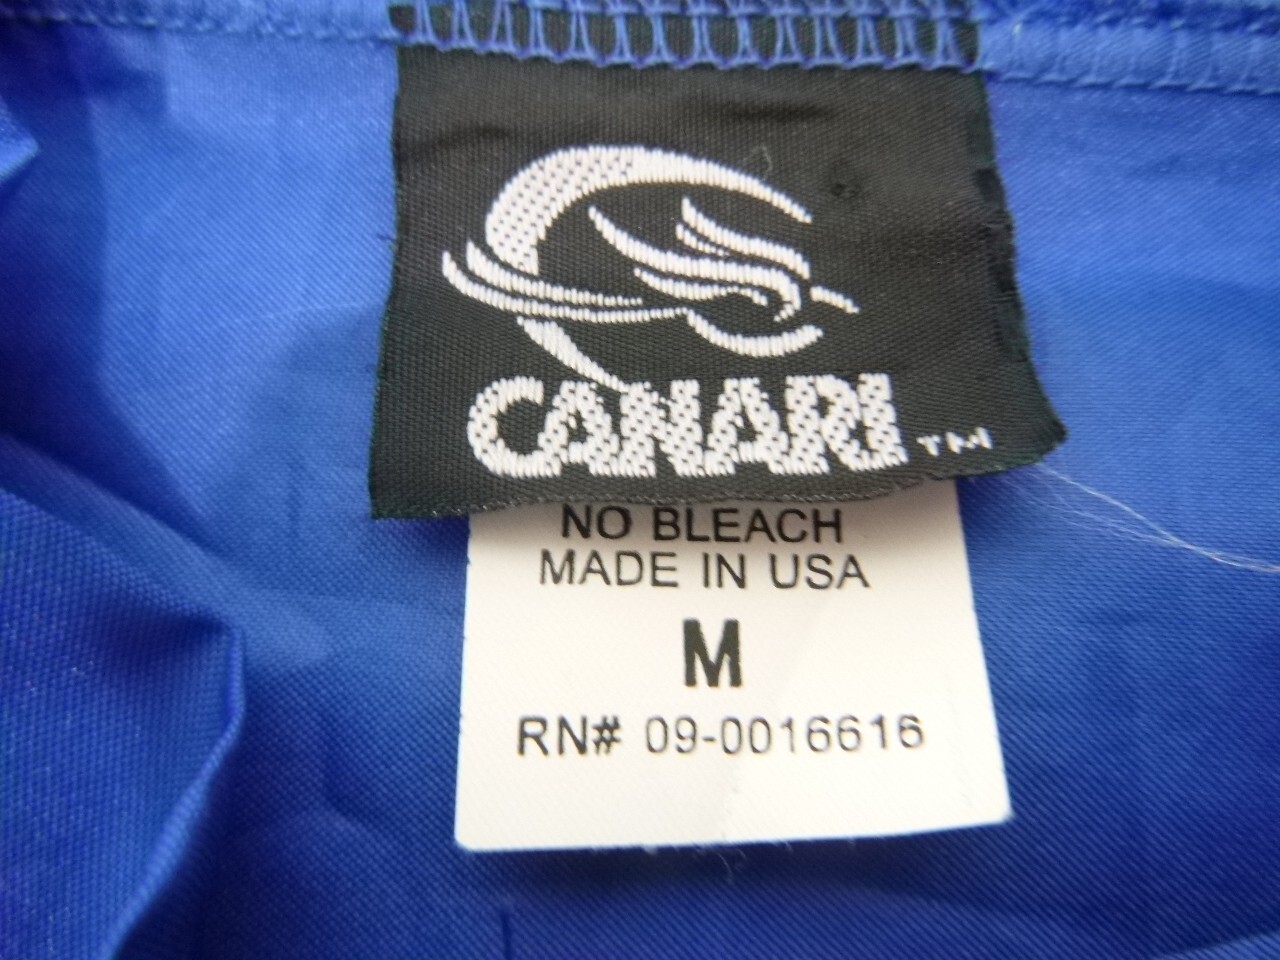 CANARI™
NO BLEACH
MADE IN USA
M
RN# 09-0016616